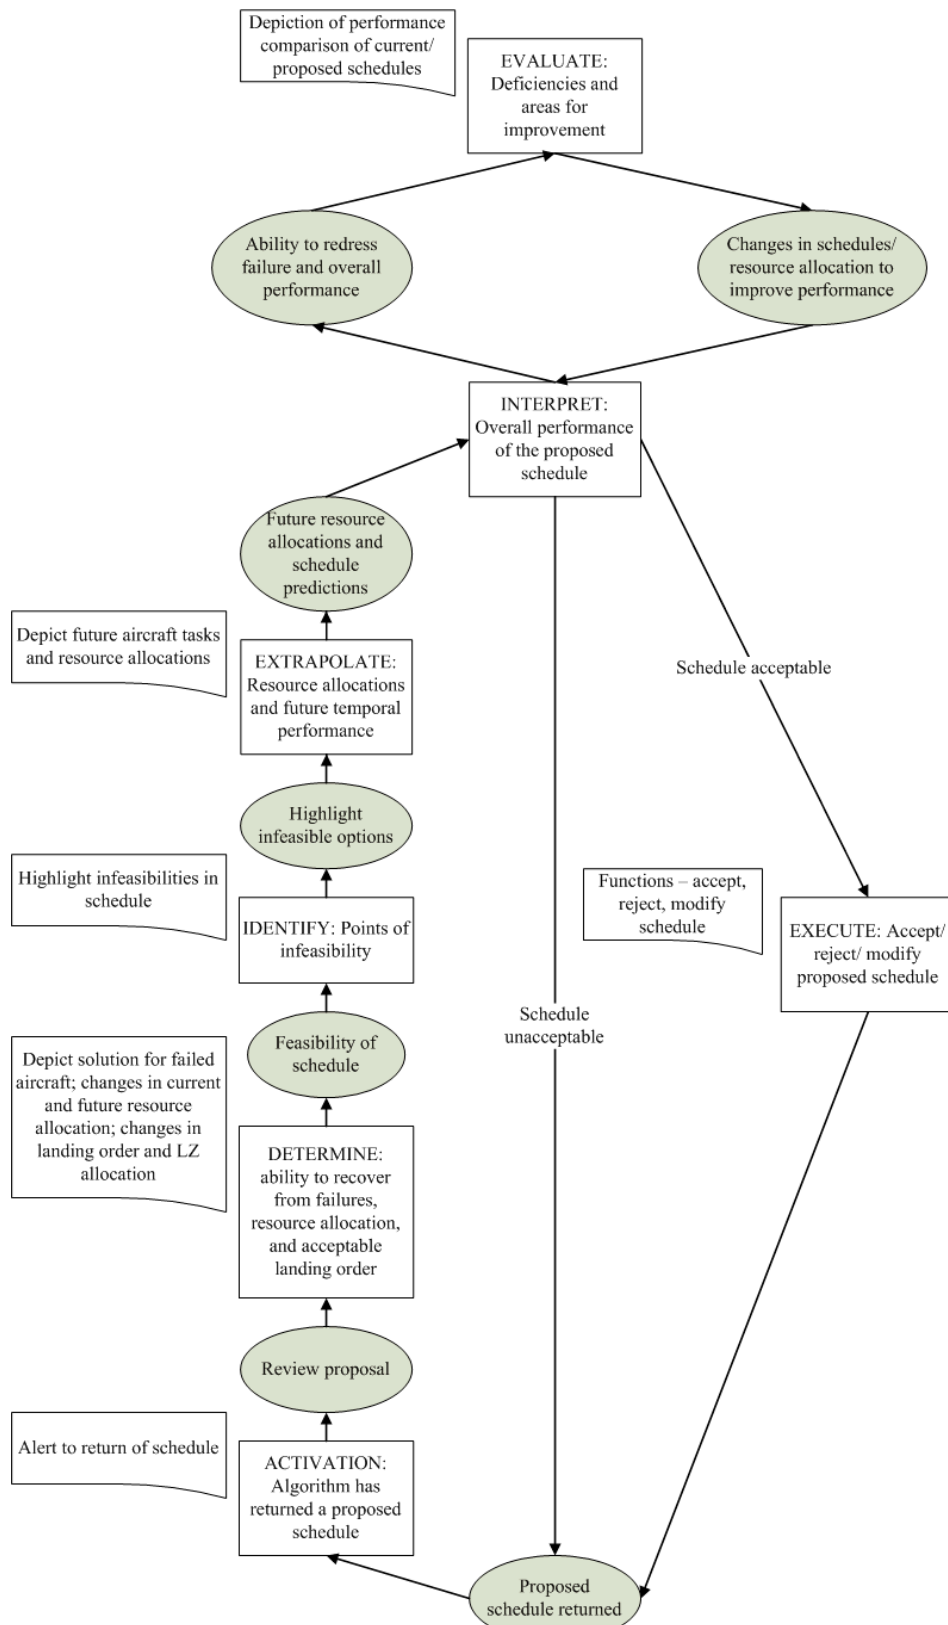 Depiction of performance
comparison of current/
proposed schedules
EVALUATE:
Deficiencies and
areas for
improvement
Ability to redress
failure and overall
performance
Changes in schedules/
resource allocation to
improve performance
INTERPRET:
Overall performance
of the proposed
schedule
Future resource
allocations and
schedule
predictions
Depict future aircraft tasks
and resource allocations
EXTRAPOLATE:
Resource allocations
and future temporal
performance
Schedule acceptable
Highlight
infeasible options
Highlight infeasibilities in
schedule
IDENTIFY: Points of
infeasibility
Functions – accept,
reject, modify
schedule
EXECUTE: Accept/
reject/ modify
proposed schedule
Schedule
unacceptable
Feasibility of
schedule
Depict solution for failed
aircraft; changes in current
and future resource
allocation; changes in
landing order and LZ
allocation
DETERMINE:
ability to recover
from failures,
resource allocation,
and acceptable
landing order
Review proposal
Alert to return of schedule
ACTIVATION:
Algorithm has
returned a proposed
schedule
Proposed
schedule returned